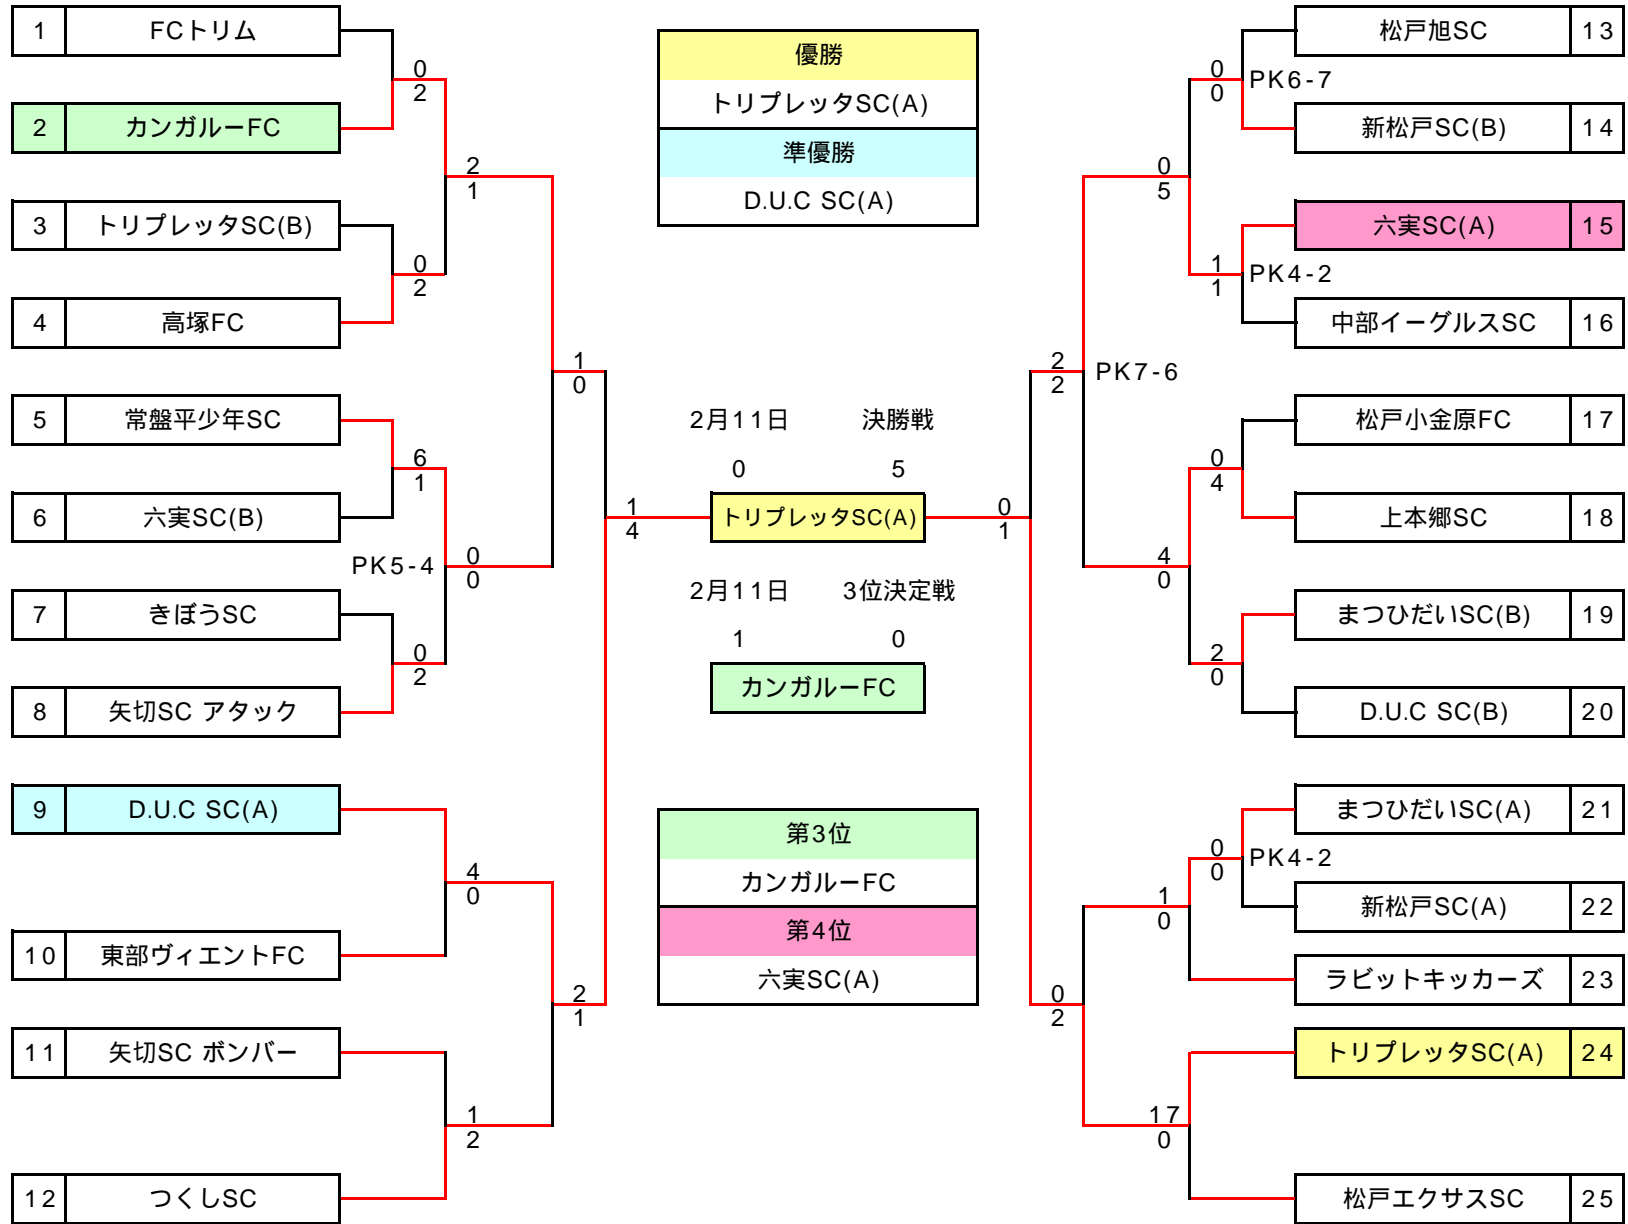 1 FCトリム
0
2
2 カンガルーFC
2
1
3 トリプレッタSC(B)
0
2
4 高塚FC
1
0
5 常盤平少年SC
6
1
6 六実SC(B)
PK5-4
0
0
7 きぼうSC
0
2
8 矢切SC アタック
1
4
9 D.U.C SC(A)
4
0
10 東部ヴィエントFC
2
1
11 矢切SC ボンバー
1
2
12 つくしSC
優勝
トリプレッタSC(A)
準優勝
D.U.C SC(A)
2月11日 決勝戦
0 5
トリプレッタSC(A)
2月11日 3位決定戦
1 0
カンガルーFC
第3位
カンガルーFC
第4位
六実SC(A)
松戸旭SC 13
0
0
PK6-7
新松戸SC(B) 14
0
5
六実SC(A) 15
1
1
PK4-2
中部イーグルスSC 16
2
2
PK7-6
松戸小金原FC 17
0
4
上本郷SC 18
4
0
まつひだいSC(B) 19
2
0
D.U.C SC(B) 20
0
1
まつひだいSC(A) 21
0
0
PK4-2
新松戸SC(A) 22
1
0
ラビットキッカーズ 23
0
2
トリプレッタSC(A) 24
17
0
松戸エクサスSC 25